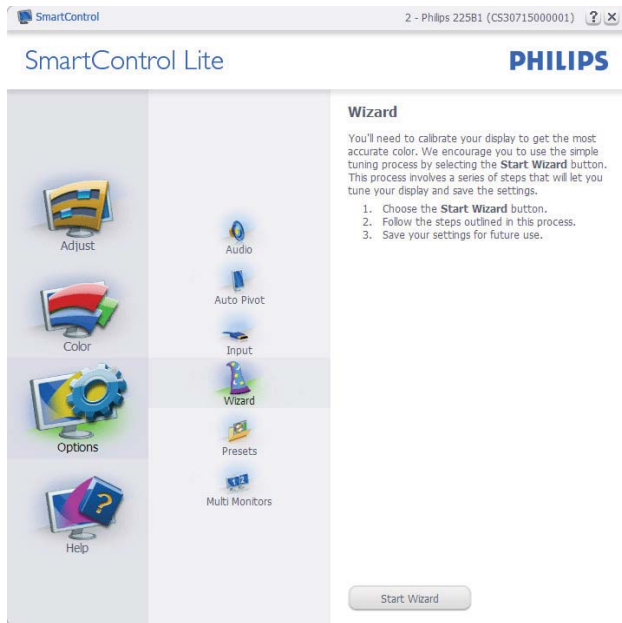 SmartControl
2 - Philips 225B1 (CS30715000001) ? X
SmartControl Lite
PHILIPS
Adjust
Color
Options
?
Help
Audio
Auto Pivot
Input
Wizard
Presets
1 2
Multi Monitors
Wizard
You'll need to calibrate your display to get the most
accurate color. We encourage you to use the simple
tuning process by selecting the Start Wizard button.
This process involves a series of steps that will let you
tune your display and save the settings.
1. Choose the Start Wizard button.
2. Follow the steps outlined in this process.
3. Save your settings for future use.
Start Wizard